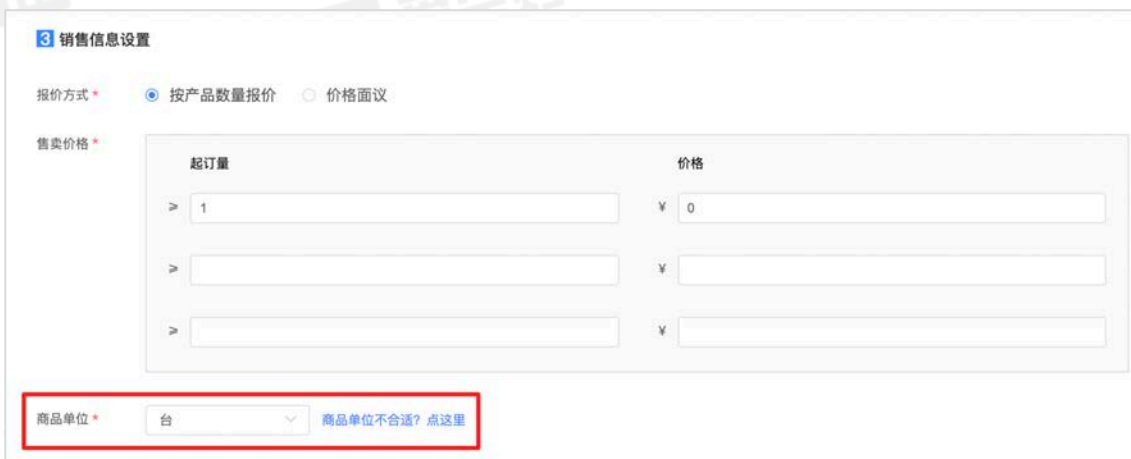 3 销售信息设置
报价方式 * 按产品数量报价 价格面议
售卖价格 *
起订量 价格
≥ 1 ¥ 0
≥ ¥
≥ ¥
商品单位 * 台 商品单位不合适？点这里